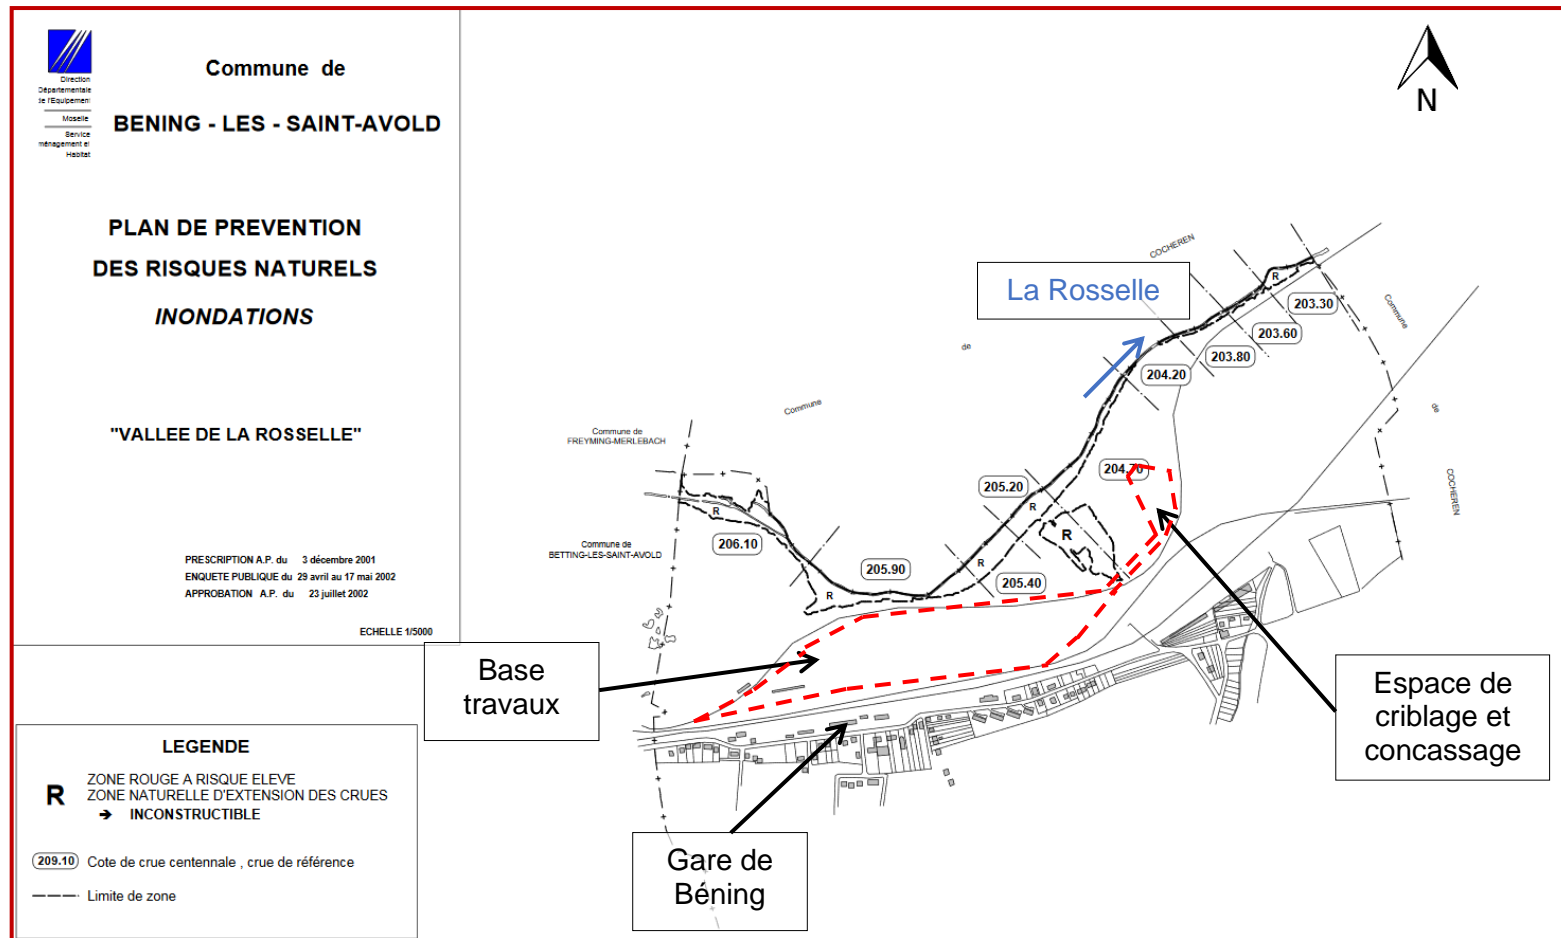 Direction
Départementale
de l'Equipement
Moselle
Service
ménagement et
Habitat
Commune de
BENING - LES - SAINT-AVOLD
PLAN DE PREVENTION
DES RISQUES NATURELS
INONDATIONS
"VALLEE DE LA ROSSELLE"
PRESCRIPTION A.P. du 3 décembre 2001
ENQUETE PUBLIQUE du 29 avril au 17 mai 2002
APPROBATION A.P. du 23 juillet 2002
ECHELLE 1/5000
LEGENDE
R ZONE ROUGE A RISQUE ELEVE
ZONE NATURELLE D'EXTENSION DES CRUES
➔ INCONSTRUCTIBLE
209.10 Cote de crue centennale , crue de référence
Limite de zone
N
La Rosselle
COCHEREN
de
Commune
Commune
de
COCHEREN
Commune de
FREYMING-MERLEBACH
Commune de
BETTING-LES-SAINT-AVOLD
R
203.30
203.60
203.80
204.20
204.70
205.20
R
R
R
205.40
205.90
R
206.10
R
Base
travaux
Gare de
Béning
Espace de
criblage et
concassage